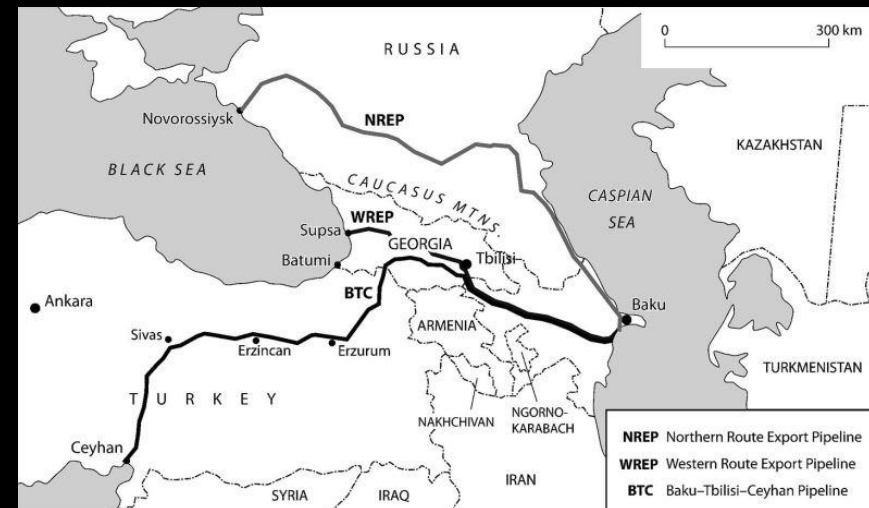 0 300 km
RUSSIA
Novorossiysk
NREP
KAZAKHSTAN
BLACK SEA
CAUCASUS MTNS.
CASPIAN
SEA
WREP
Supsa
GEORGIA
Tbilisi
Batumi
BTC
Ankara
Baku
ARMENIA
Sivas
Erzincan
Erzurum
TURKMENISTAN
TURKEY
NAKHCHIVAN
NGORNO-
KARABACH
Ceyhan
IRAN
SYRIA
IRAQ
NREP Northern Route Export Pipeline
WREP Western Route Export Pipeline
BTC Baku–Tbilisi–Ceyhan Pipeline